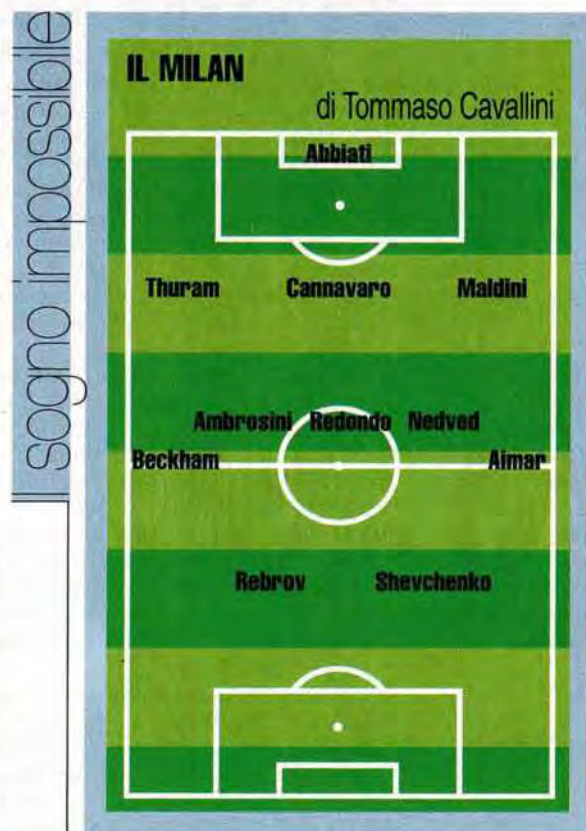 Il sogno impossibile
IL MILAN
di Tommaso Cavallini
Abbiati
Thuram Cannavaro Maldini
Ambrosini Redondo Nedved
Beckham Aimar
Rebrov Shevchenko